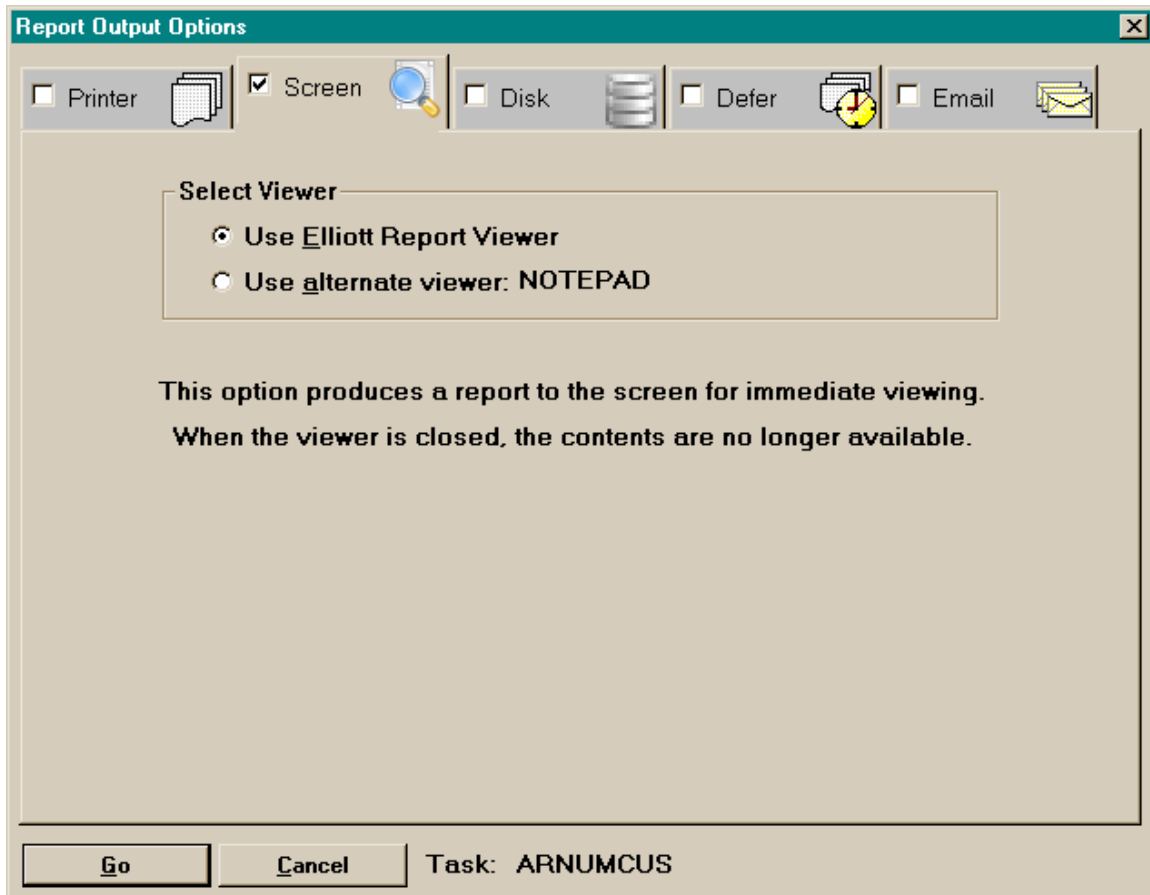 Report Output Options
Printer
Screen
Disk
Defer
Email
Select Viewer
Use Elliott Report Viewer
Use alternate viewer: NOTEPAD
This option produces a report to the screen for immediate viewing.
When the viewer is closed, the contents are no longer available.
Go
Cancel
Task: ARNUMCUS